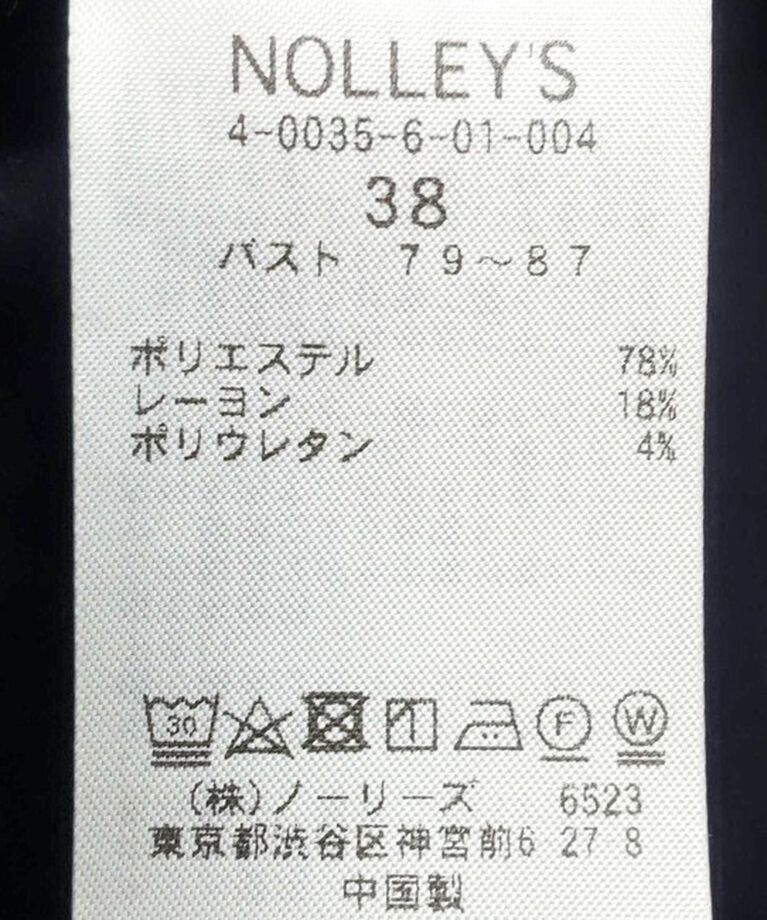 NOLLEY'S
4-0035-6-01-004
38
バスト 79～87
ポリエステル 78%
レーヨン 18%
ポリウレタン 4%
30 F W
(株)ノーリーズ 6523
東京都渋谷区神宮前6 27 8
中国製